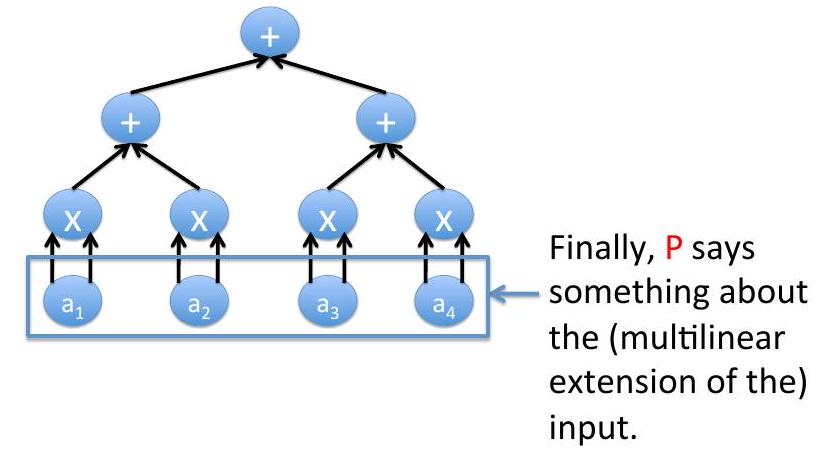 +
+ +
x x x x
a1 a2 a3 a4
Finally, P says
something about
the (multilinear
extension of the)
input.